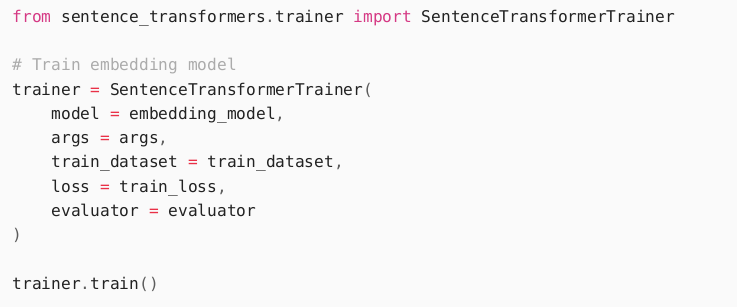 from sentence_transformers.trainer import SentenceTransformerTrainer

# Train embedding model
trainer = SentenceTransformerTrainer(
    model = embedding_model,
    args = args,
    train_dataset = train_dataset,
    loss = train_loss,
    evaluator = evaluator
)

trainer.train()